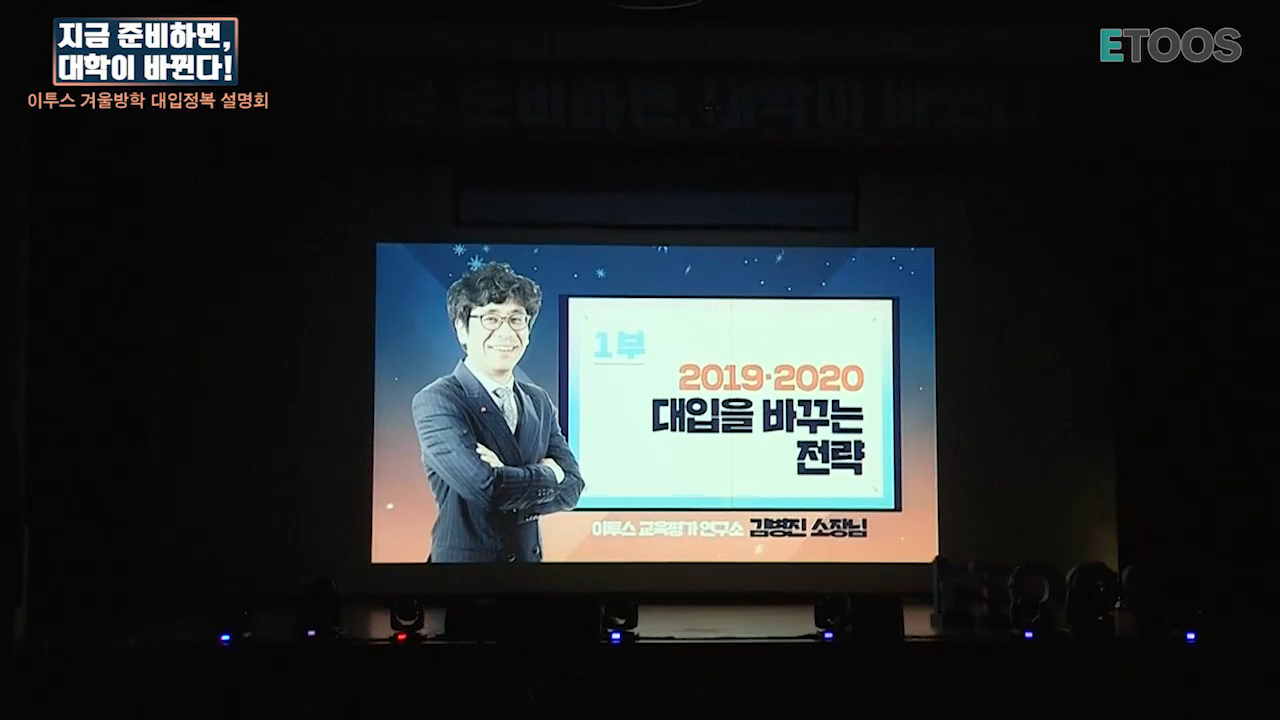 지금 준비하면,
대학이 바뀐다!
이투스 겨울방학 대입정복 설명회
ETOOS
1부
2019·2020
대입을 바꾸는
전략
이투스 교육평가 연구소 김병진 소장님